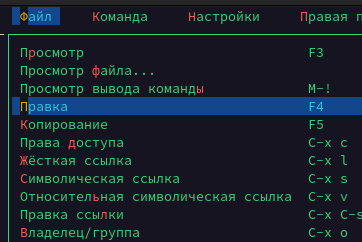 Файл Команда Настройки Правая п
Просмотр F3
Просмотр файла...
Просмотр вывода команды M-!
Правка F4
Копирование F5
Права доступа C-x c
Жёсткая ссылка C-x l
Символическая ссылка C-x s
Относительная символическая ссылка C-x v
Правка ссылки C-x C-s
Владелец/группа C-x o